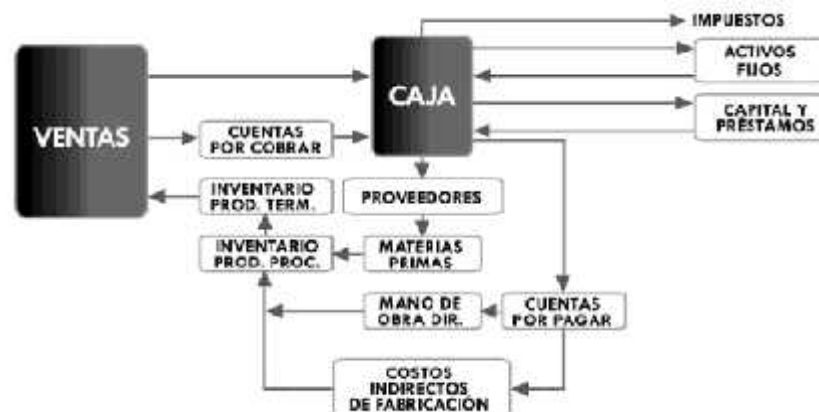 IMPUESTOS
ACTIVOS
FIJOS
CAJA
CAPITAL Y
PRÉSTAMOS
VENTAS
CUENTAS
POR COBRAR
INVENTARIO
PROD. TERM.
PROVEEDORES
INVENTARIO
PROD. PROC.
MATERIAS
PRIMAS
MANO DE
OBRA DIR.
CUENTAS
POR PAGAR
COSTOS
INDIRECTOS
DE FABRICACIÓN